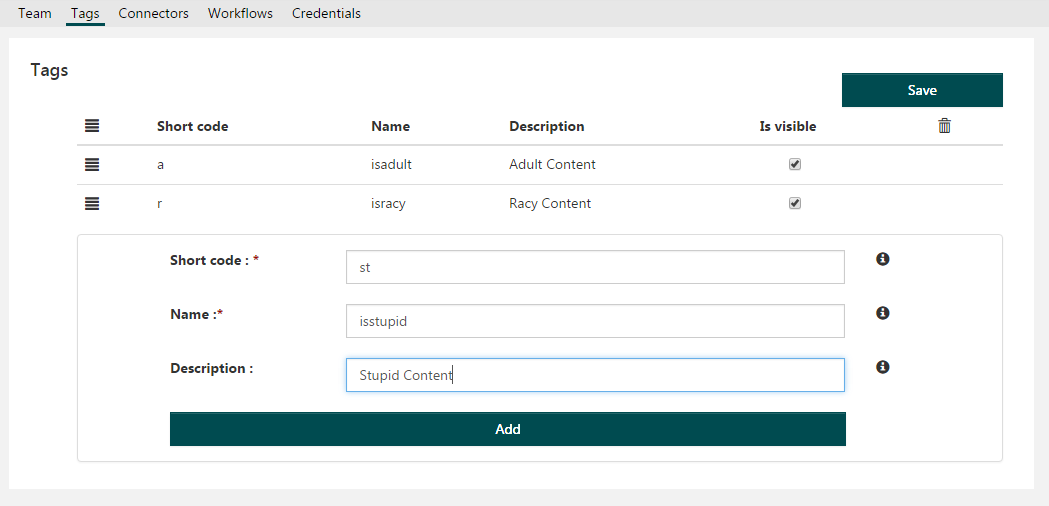 Team Tags Connectors Workflows Credentials
Tags
Save
Short code Name Description Is visible
a isadult Adult Content
r isracy Racy Content
Short code : * st
Name :* isstupid
Description : Stupid Content
Add